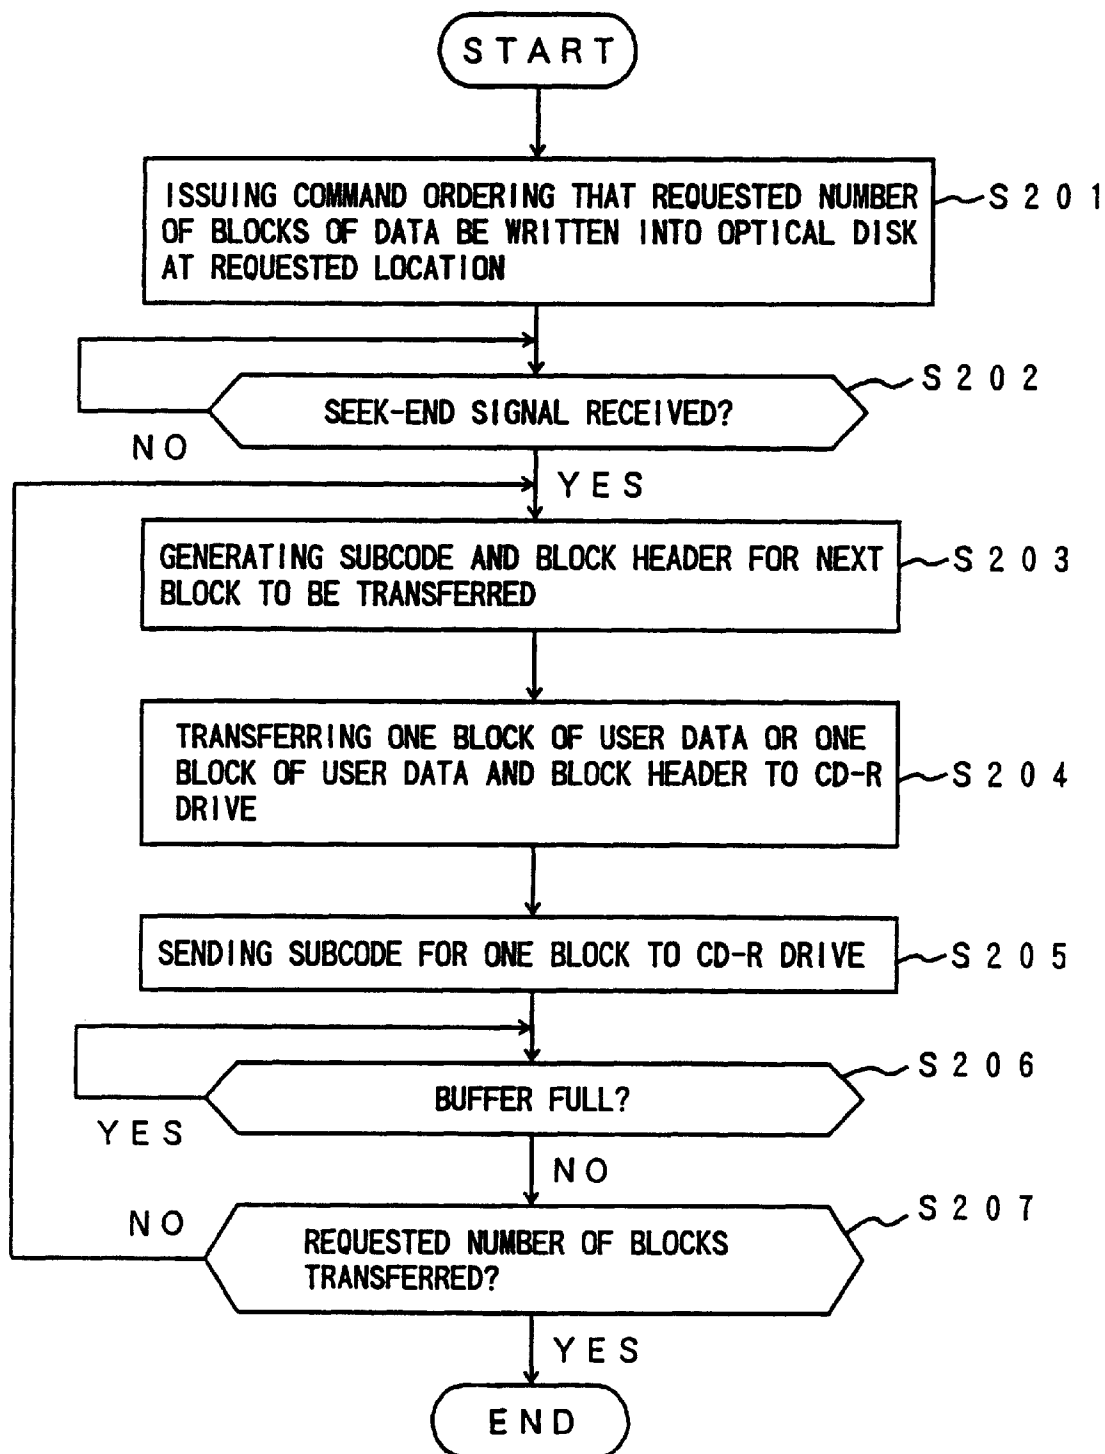 START
ISSUING COMMAND ORDERING THAT REQUESTED NUMBER
OF BLOCKS OF DATA BE WRITTEN INTO OPTICAL DISK
AT REQUESTED LOCATION
S201
SEEK-END SIGNAL RECEIVED?
S202
NO
YES
GENERATING SUBCODE AND BLOCK HEADER FOR NEXT
BLOCK TO BE TRANSFERRED
S203
TRANSFERRING ONE BLOCK OF USER DATA OR ONE
BLOCK OF USER DATA AND BLOCK HEADER TO CD-R
DRIVE
S204
SENDING SUBCODE FOR ONE BLOCK TO CD-R DRIVE
S205
BUFFER FULL?
S206
YES
NO
REQUESTED NUMBER OF BLOCKS
TRANSFERRED?
S207
NO
YES
END